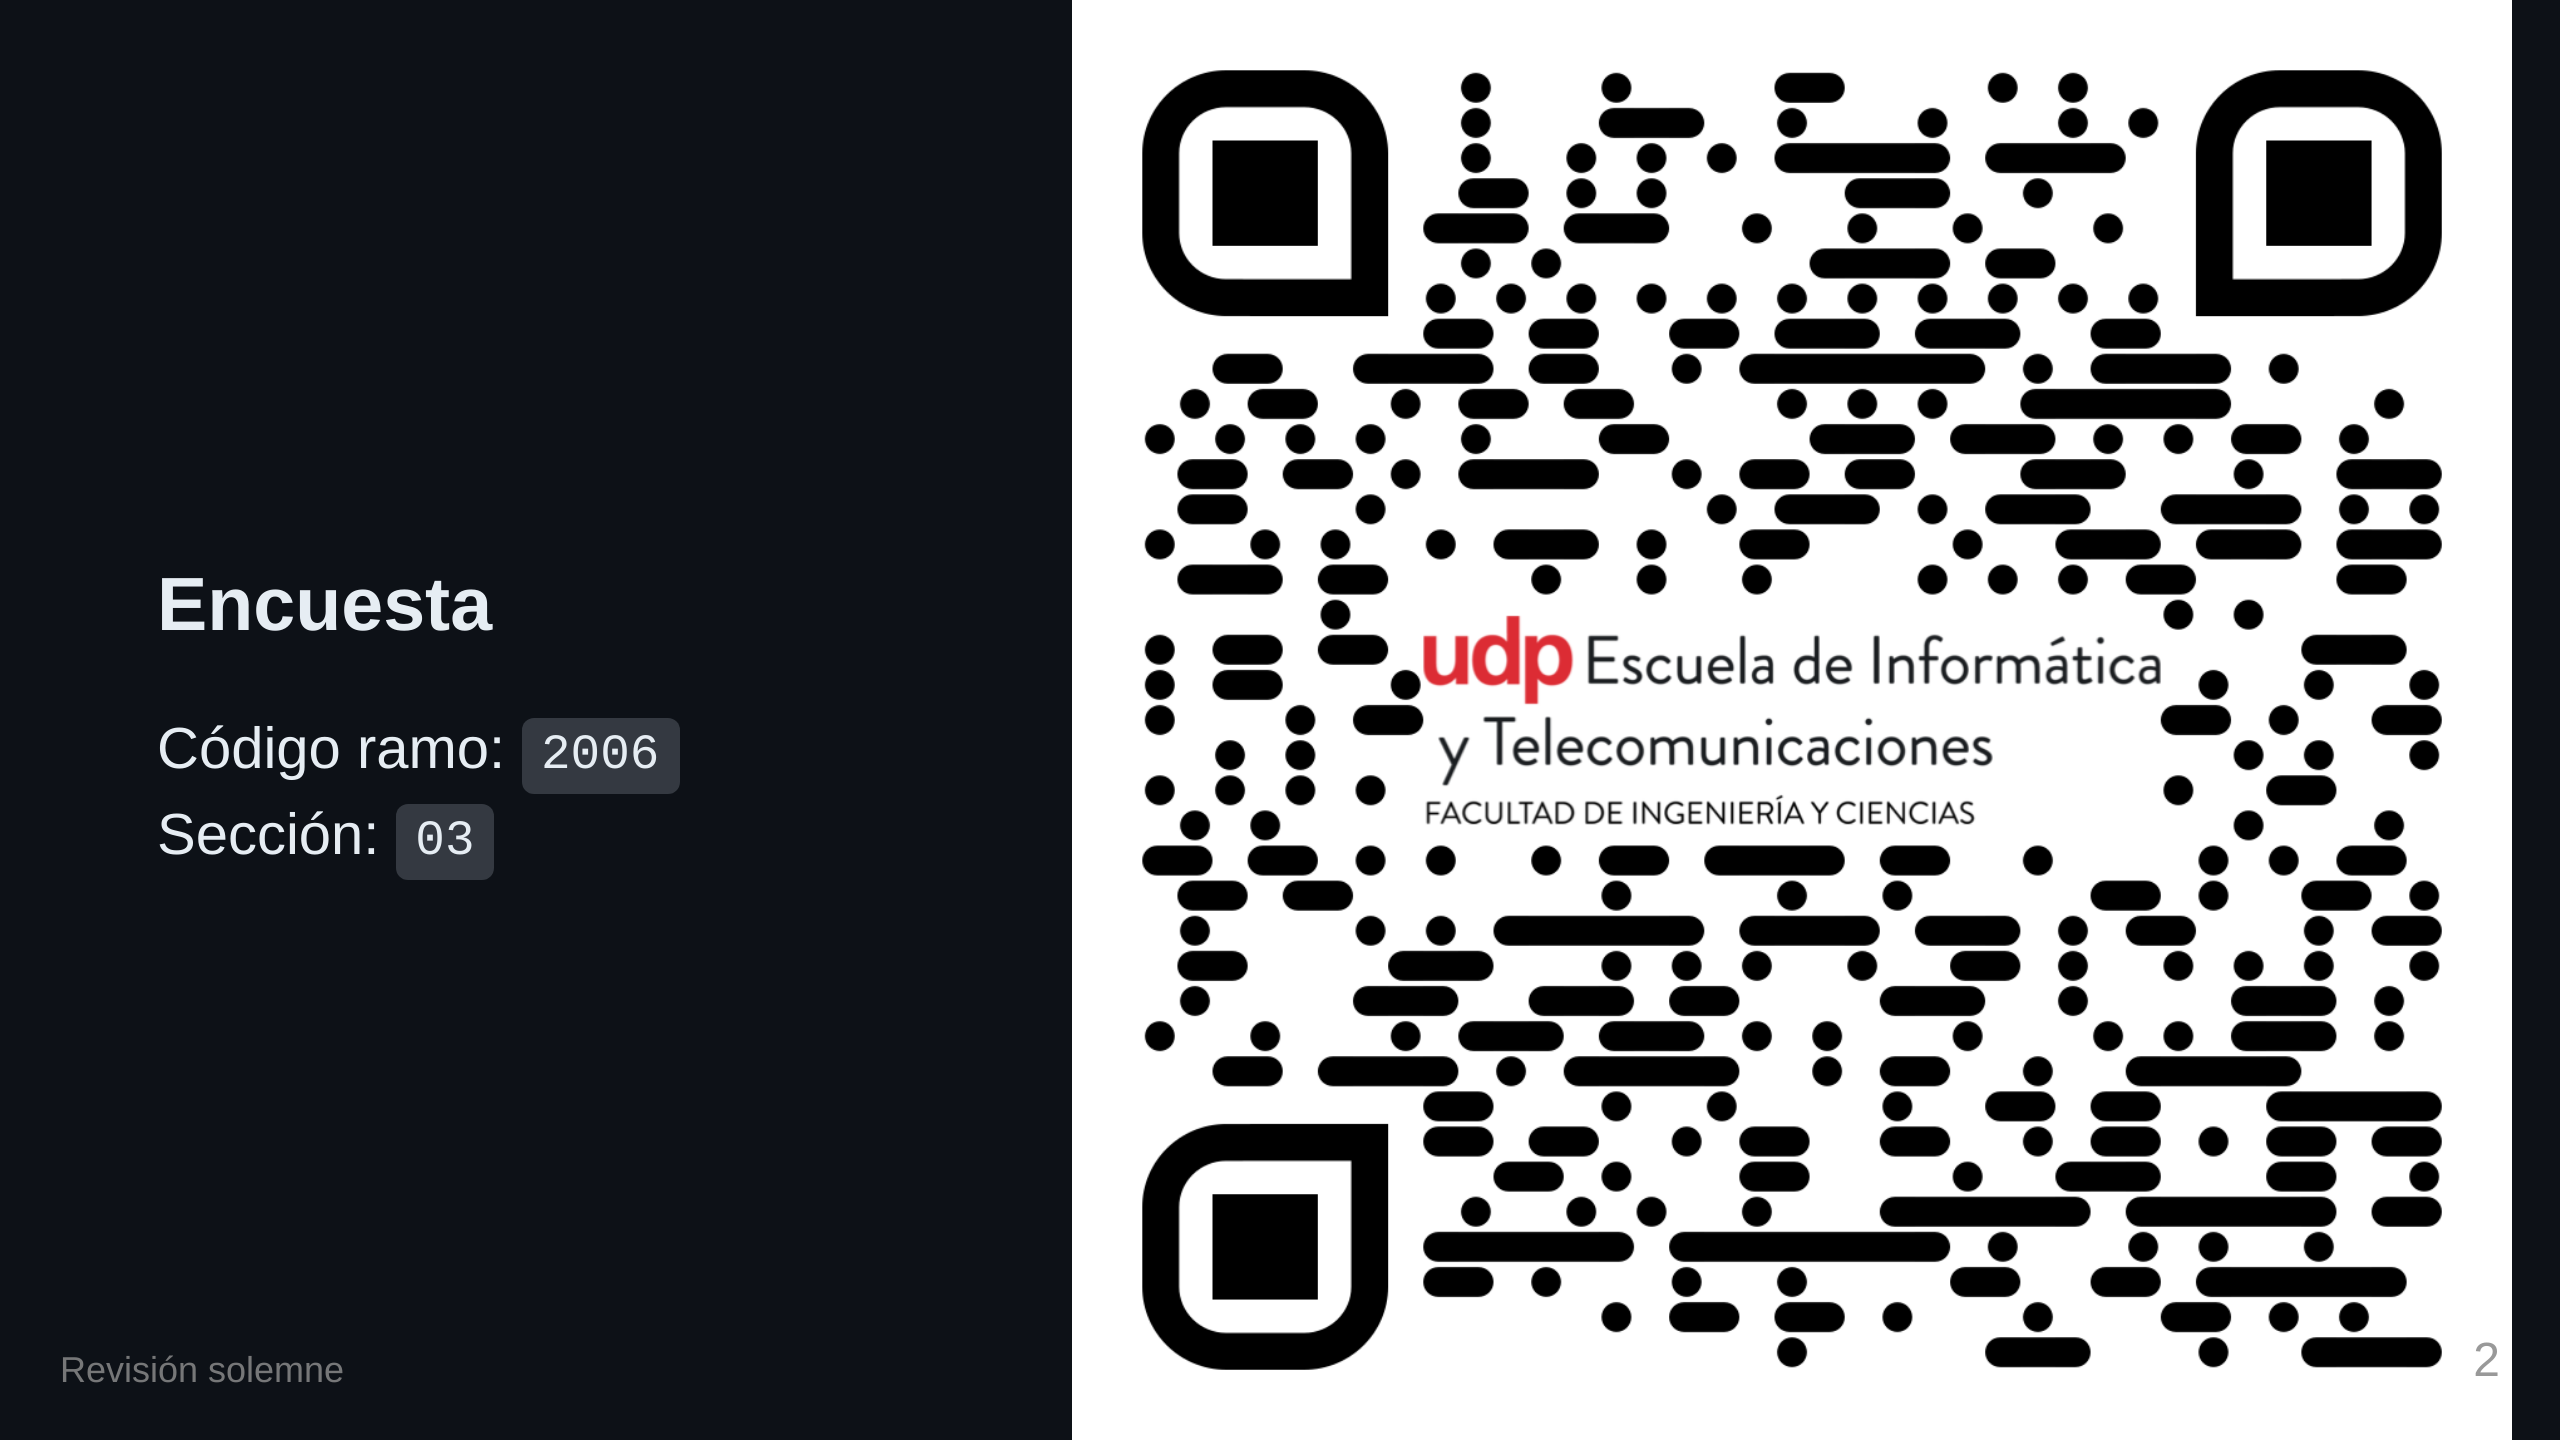 Encuesta
Código ramo: 2006
Sección: 03
udp Escuela de Informática
y Telecomunicaciones
FACULTAD DE INGENIERÍA Y CIENCIAS
Revisión solemne
2